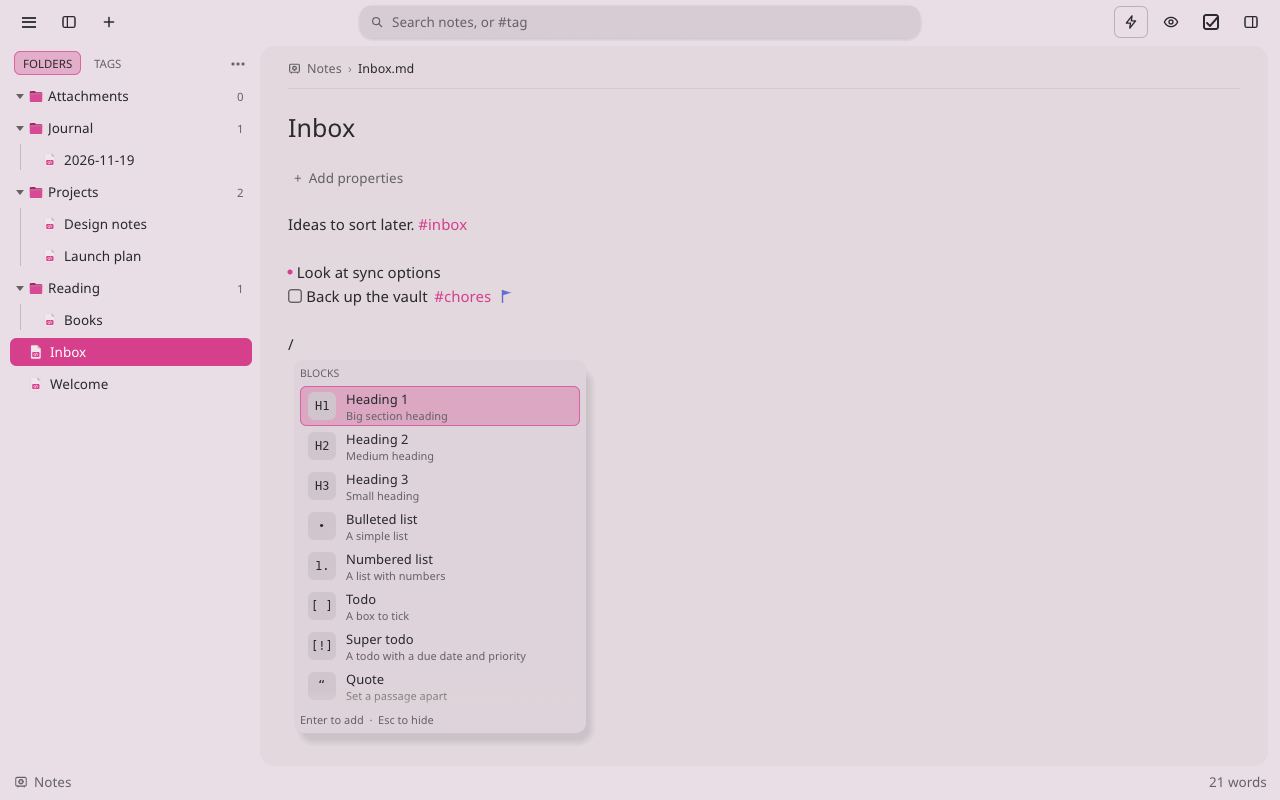 Search notes, or #tag
FOLDERS TAGS
Attachments 0
Journal 1
2026-11-19
Projects 2
Design notes
Launch plan
Reading 1
Books
Inbox
Welcome
Notes › Inbox.md
Inbox
+ Add properties
Ideas to sort later. #inbox
• Look at sync options
Back up the vault #chores
/
BLOCKS
H1 Heading 1
Big section heading
H2 Heading 2
Medium heading
H3 Heading 3
Small heading
• Bulleted list
A simple list
1. Numbered list
A list with numbers
[ ] Todo
A box to tick
[!] Super todo
A todo with a due date and priority
“ Quote
Set a passage apart
Enter to add · Esc to hide
Notes
21 words